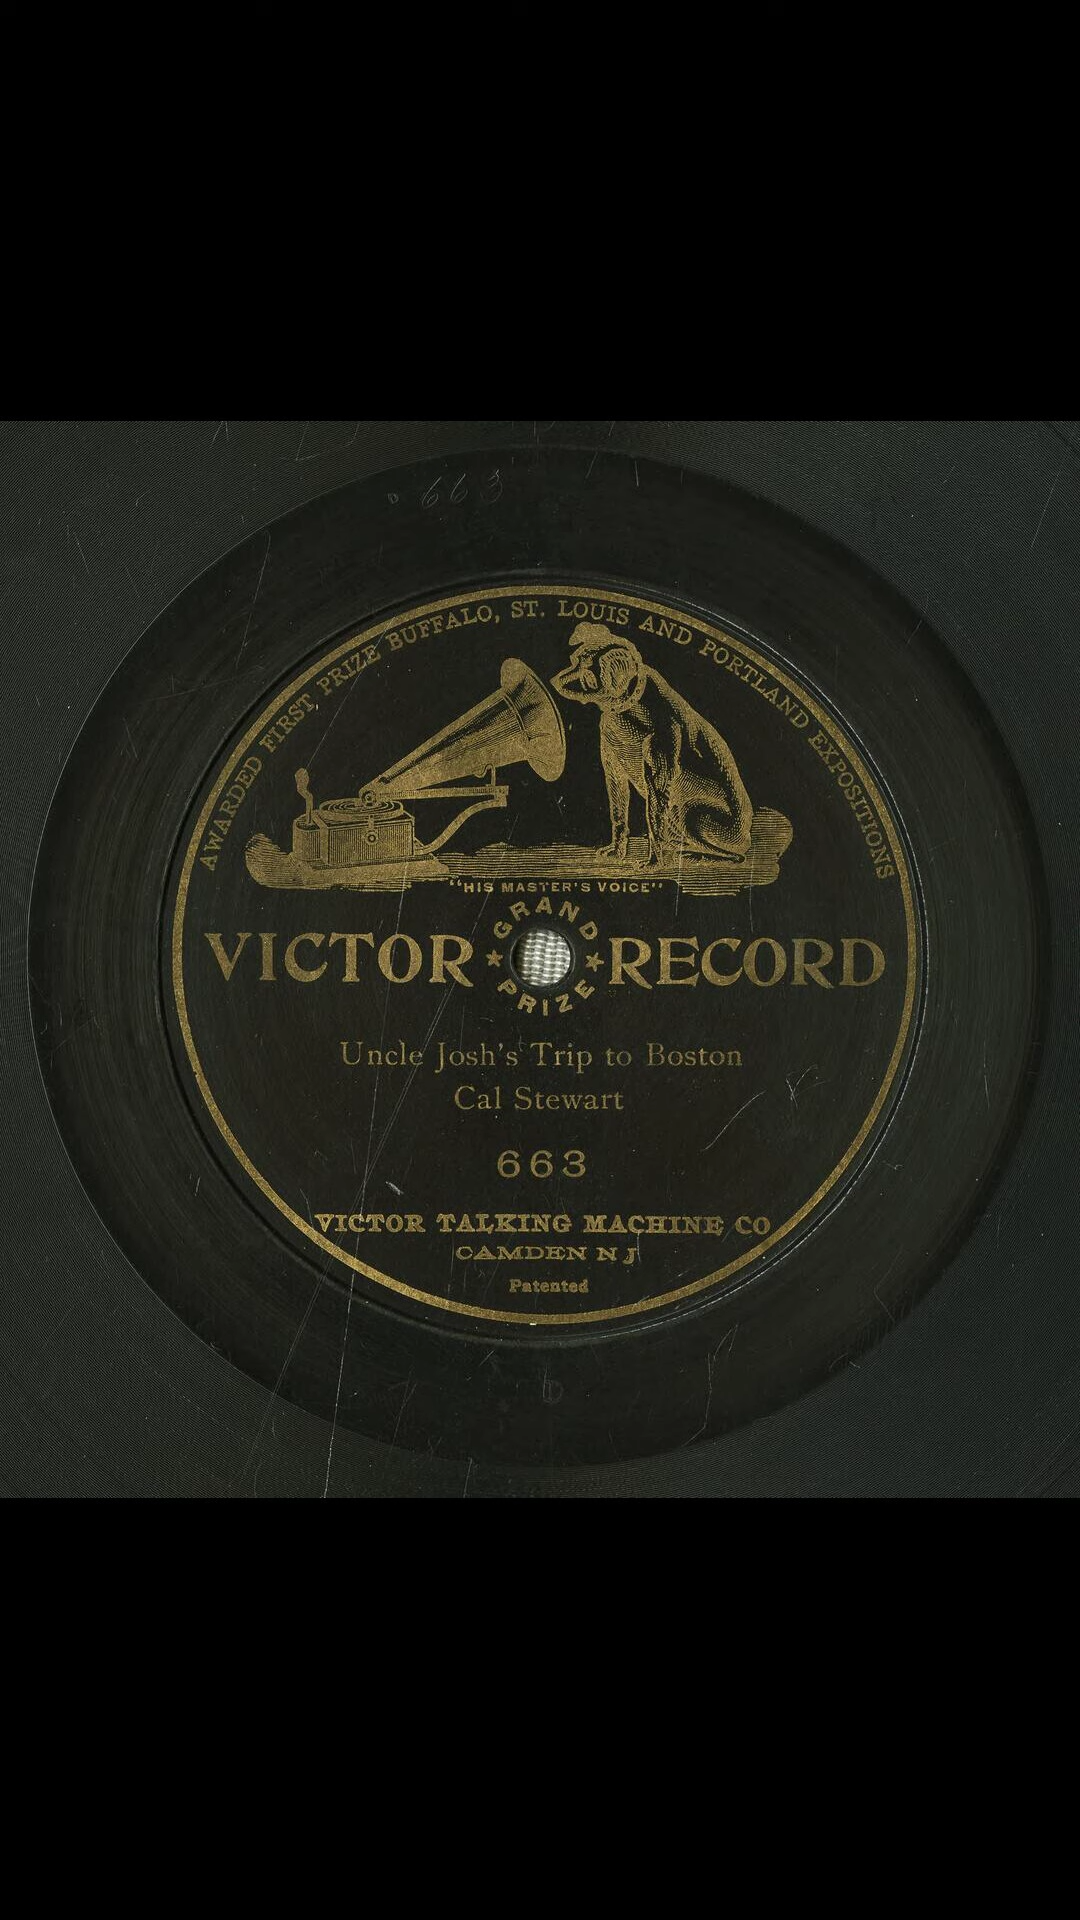 663
AWARDED FIRST PRIZE BUFFALO, ST. LOUIS AND PORTLAND EXPOSITIONS
"HIS MASTER'S VOICE"
GRAND PRIZE
VICTOR RECORD
Uncle Josh's Trip to Boston
Cal Stewart
663
VICTOR TALKING MACHINE CO
CAMDEN N J
Patented